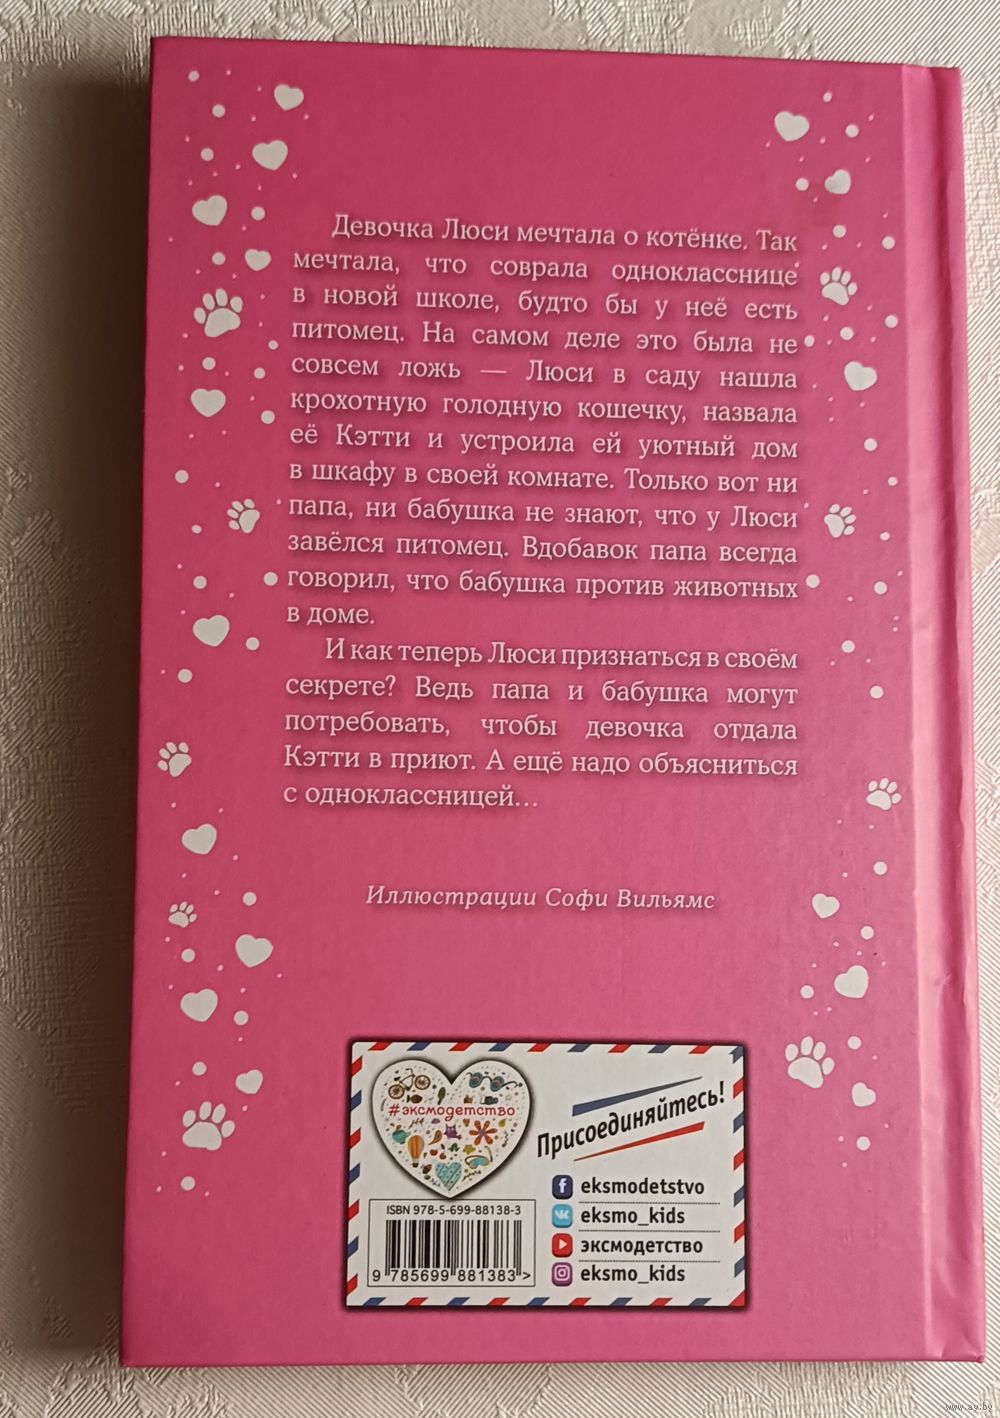 Девочка Люси мечтала о котёнке. Так
мечтала, что соврала однокласснице
в новой школе, будто бы у неё есть
питомец. На самом деле это была не
совсем ложь — Люси в саду нашла
крохотную голодную кошечку, назвала
её Кэтти и устроила ей уютный дом
в шкафу в своей комнате. Только вот ни
папа, ни бабушка не знают, что у Люси
завёлся питомец. Вдобавок папа всегда
говорил, что бабушка против животных
в доме.
И как теперь Люси признаться в своём
секрете? Ведь папа и бабушка могут
потребовать, чтобы девочка отдала
Кэтти в приют. А ещё надо объясниться
с одноклассницей...
Иллюстрации Софи Вильямс
#эксмодетство
Присоединяйтесь!
eksmodetstvo
eksmo_kids
эксмодетство
eksmo_kids
ISBN 978-5-699-88138-3
9 785699 881383 >
www.ay.by